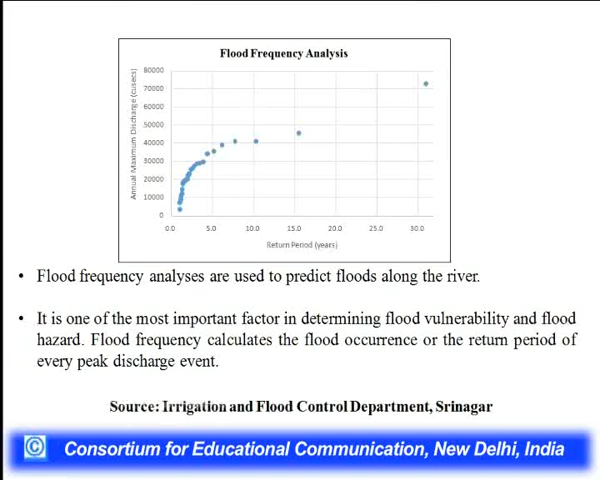 Flood Frequency Analysis
Annual Maximum Discharge (cusecs)
80000
70000
60000
50000
40000
30000
20000
10000
0
0.0 5.0 10.0 15.0 20.0 25.0 30.0
Return Period (years)
• Flood frequency analyses are used to predict floods along the river.
• It is one of the most important factor in determining flood vulnerability and flood
hazard. Flood frequency calculates the flood occurrence or the return period of
every peak discharge event.
Source: Irrigation and Flood Control Department, Srinagar
© Consortium for Educational Communication, New Delhi, India